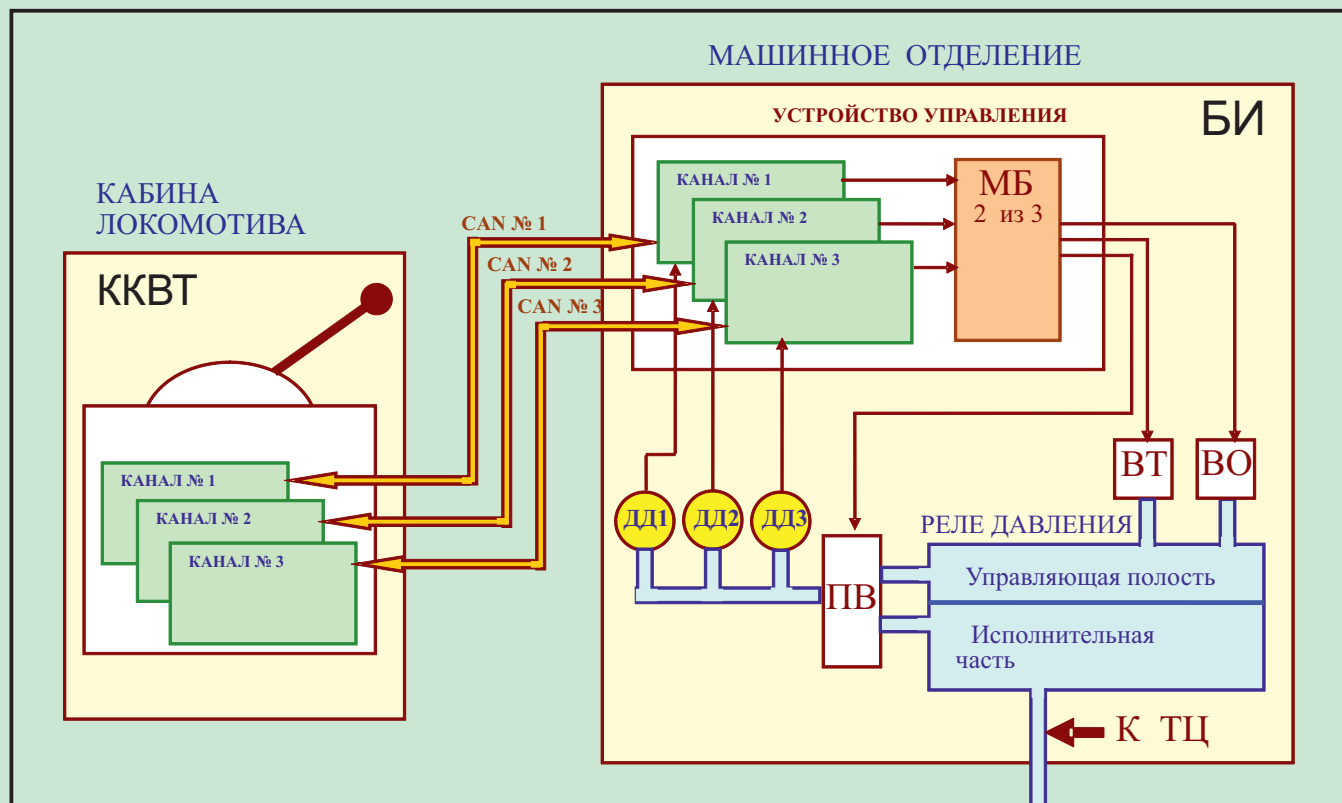 МАШИННОЕ ОТДЕЛЕНИЕ
БИ
УСТРОЙСТВО УПРАВЛЕНИЯ
КАБИНА
ЛОКОМОТИВА
ККВТ
CAN № 1
CAN № 2
CAN № 3
КАНАЛ № 1
КАНАЛ № 2
КАНАЛ № 3
МБ
2 из 3
КАНАЛ № 1
КАНАЛ № 2
КАНАЛ № 3
ВТ
ВО
ДД1
ДД2
ДД3
РЕЛЕ ДАВЛЕНИЯ
ПВ
Управляющая полость
Исполнительная
часть
К ТЦ